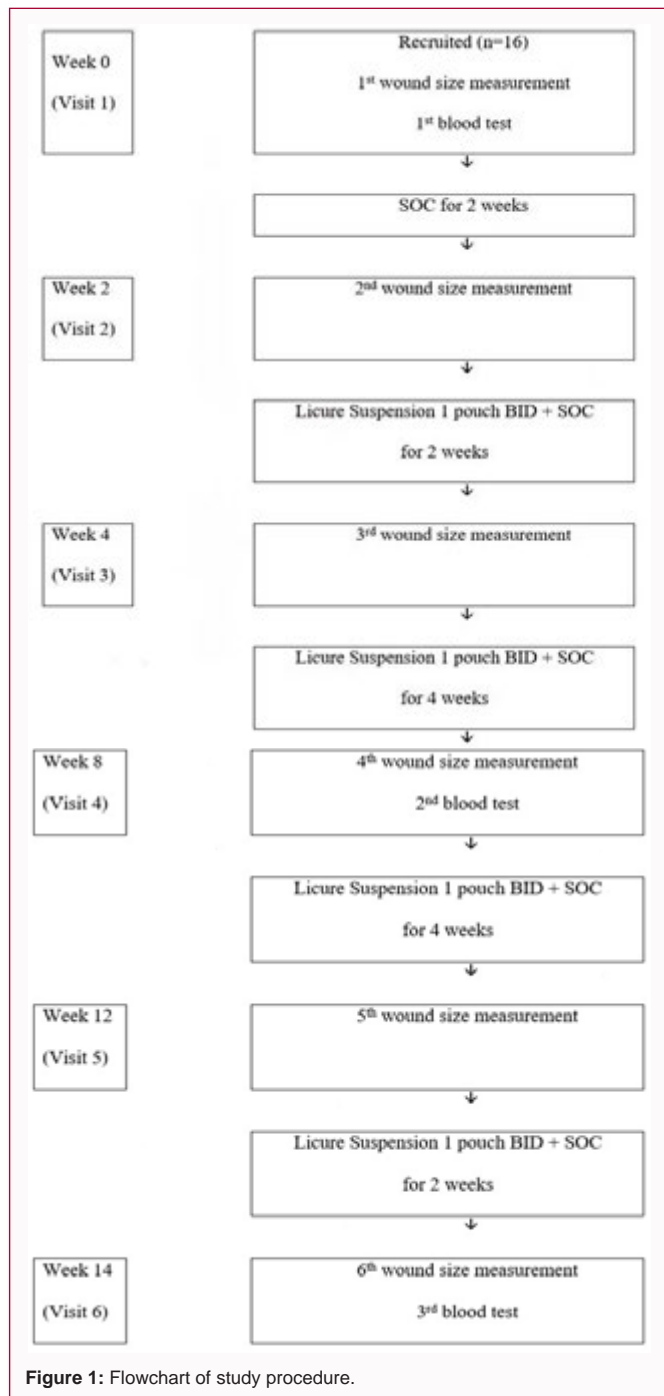 Week 0
(Visit 1)
Recruited (n=16)
1st wound size measurement
1st blood test
SOC for 2 weeks
Week 2
(Visit 2)
2nd wound size measurement
Licure Suspension 1 pouch BID + SOC
for 2 weeks
Week 4
(Visit 3)
3rd wound size measurement
Licure Suspension 1 pouch BID + SOC
for 4 weeks
Week 8
(Visit 4)
4th wound size measurement
2nd blood test
Licure Suspension 1 pouch BID + SOC
for 4 weeks
Week 12
(Visit 5)
5th wound size measurement
Licure Suspension 1 pouch BID + SOC
for 2 weeks
Week 14
(Visit 6)
6th wound size measurement
3rd blood test
Figure 1: Flowchart of study procedure.